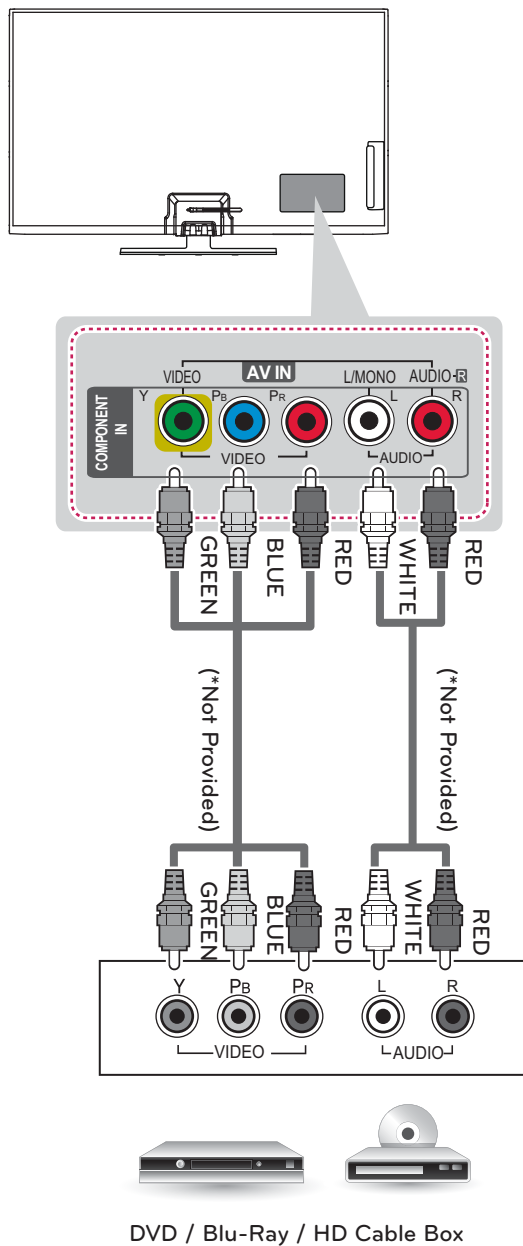 VIDEO AV IN L/MONO AUDIO-R
COMPONENT IN
Y PB PR L R
VIDEO AUDIO
GREEN BLUE RED WHITE RED
(*Not Provided) (*Not Provided)
GREEN BLUE RED WHITE RED
Y PB PR L R
VIDEO AUDIO
DVD / Blu-Ray / HD Cable Box